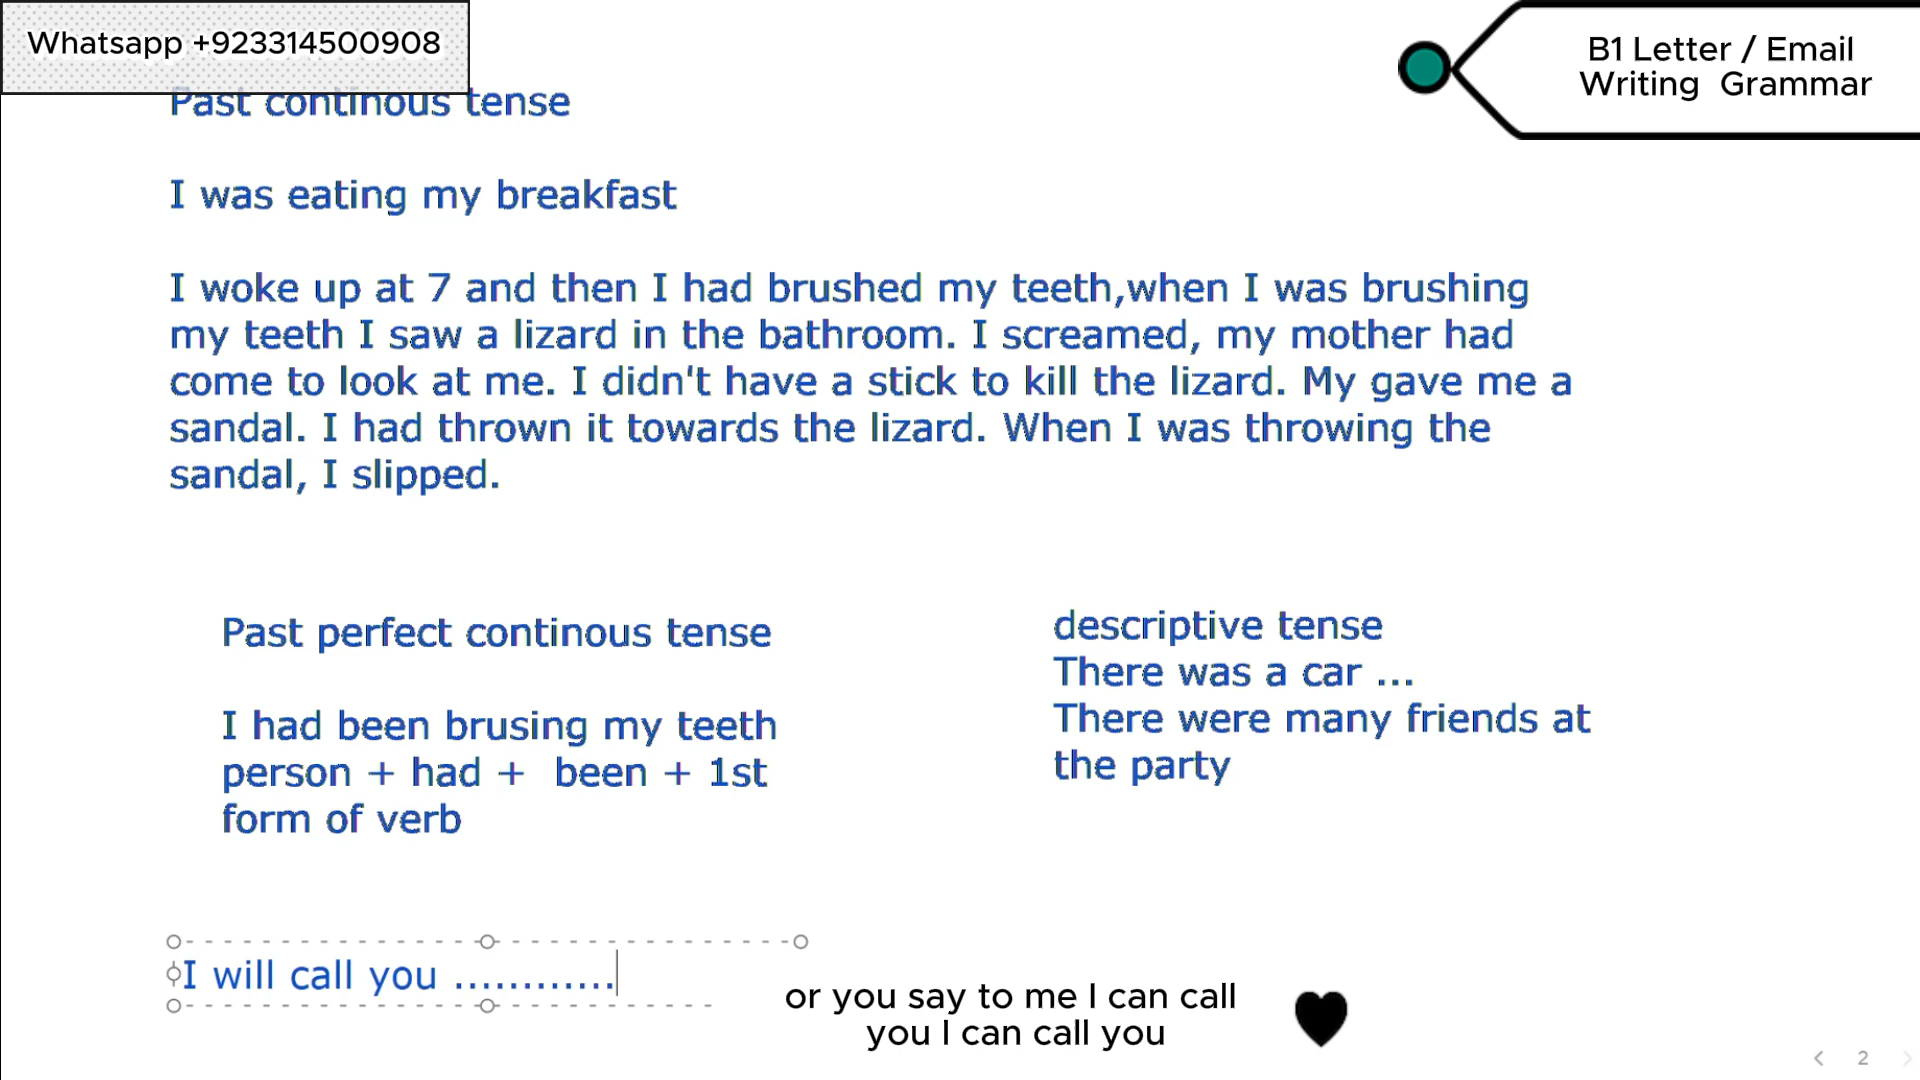 Whatsapp +923314500908
B1 Letter / Email
Writing Grammar
Past continous tense
I was eating my breakfast
I woke up at 7 and then I had brushed my teeth,when I was brushing
my teeth I saw a lizard in the bathroom. I screamed, my mother had
come to look at me. I didn't have a stick to kill the lizard. My gave me a
sandal. I had thrown it towards the lizard. When I was throwing the
sandal, I slipped.
Past perfect continous tense
I had been brusing my teeth
person + had + been + 1st
form of verb
descriptive tense
There was a car ...
There were many friends at
the party
I will call you ............
or you say to me I can call
you I can call you
2